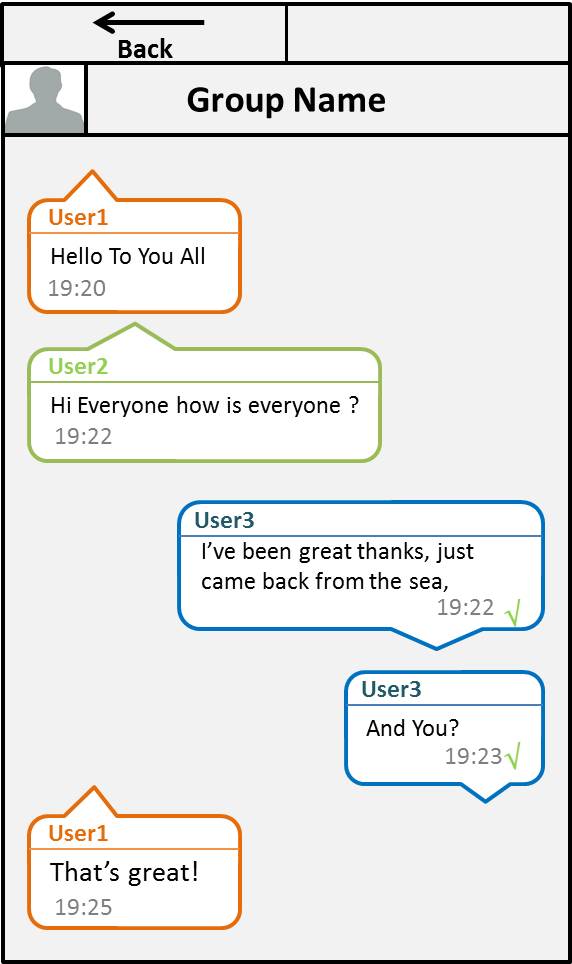 Back
Group Name
User1
Hello To You All
19:20
User2
Hi Everyone how is everyone ?
19:22
User3
I’ve been great thanks, just
came back from the sea,
19:22 √
User3
And You?
19:23√
User1
That’s great!
19:25